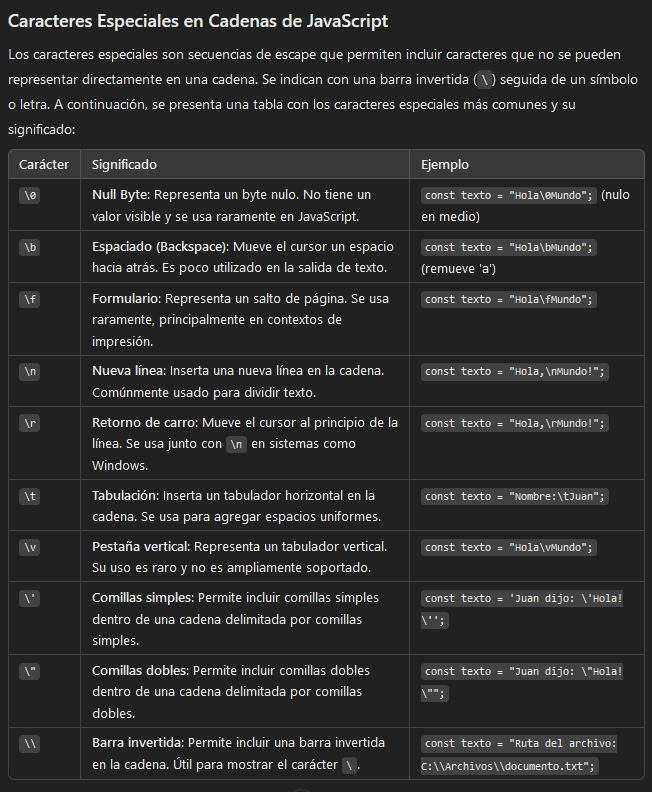 Caracteres Especiales en Cadenas de JavaScript
Los caracteres especiales son secuencias de escape que permiten incluir caracteres que no se pueden
representar directamente en una cadena. Se indican con una barra invertida ( \ ) seguida de un símbolo
o letra. A continuación, se presenta una tabla con los caracteres especiales más comunes y su
significado:
Carácter Significado Ejemplo
\0
Null Byte: Representa un byte nulo. No tiene un
valor visible y se usa raramente en JavaScript.
const texto = "Hola\0Mundo"; (nulo
en medio)
\b
Espaciado (Backspace): Mueve el cursor un espacio
hacia atrás. Es poco utilizado en la salida de texto.
const texto = "Hola\bMundo";
(remueve 'a')
\f
Formulario: Representa un salto de página. Se usa
raramente, principalmente en contextos de
impresión.
const texto = "Hola\fMundo";
\n
Nueva línea: Inserta una nueva línea en la cadena.
Comúnmente usado para dividir texto.
const texto = "Hola,\nMundo!";
\r
Retorno de carro: Mueve el cursor al principio de la
línea. Se usa junto con \n en sistemas como
Windows.
const texto = "Hola,\rMundo!";
\t
Tabulación: Inserta un tabulador horizontal en la
cadena. Se usa para agregar espacios uniformes.
const texto = "Nombre:\tJuan";
\v
Pestaña vertical: Representa un tabulador vertical.
Su uso es raro y no es ampliamente soportado.
const texto = "Hola\vMundo";
\'
Comillas simples: Permite incluir comillas simples
dentro de una cadena delimitada por comillas
simples.
const texto = 'Juan dijo: \'Hola!
\'';
\"
Comillas dobles: Permite incluir comillas dobles
dentro de una cadena delimitada por comillas
dobles.
const texto = "Juan dijo: \"Hola!
\"";
\\
Barra invertida: Permite incluir una barra invertida
en la cadena. Útil para mostrar el carácter \ .
const texto = "Ruta del archivo:
C:\\Archivos\\documento.txt";